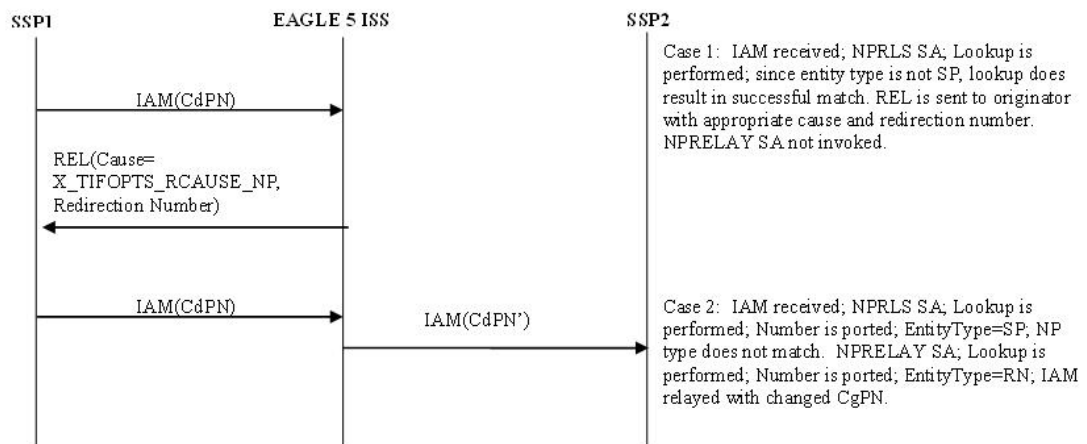 SSP1
EAGLE 5 ISS
SSP2
Case 1: IAM received; NPRLS SA; Lookup is
performed; since entity type is not SP, lookup does
result in successful match. REL is sent to originator
with appropriate cause and redirection number.
NPRELAY SA not invoked.
IAM(CdPN)
REL(Cause=
X_TIFOPTS_RCAUSE_NP,
Redirection Number)
IAM(CdPN)
IAM(CdPN’)
Case 2: IAM received; NPRLS SA; Lookup is
performed; Number is ported; EntityType=SP; NP
type does not match. NPRELAY SA; Lookup is
performed; Number is ported; EntityType=RN; IAM
relayed with changed CgPN.